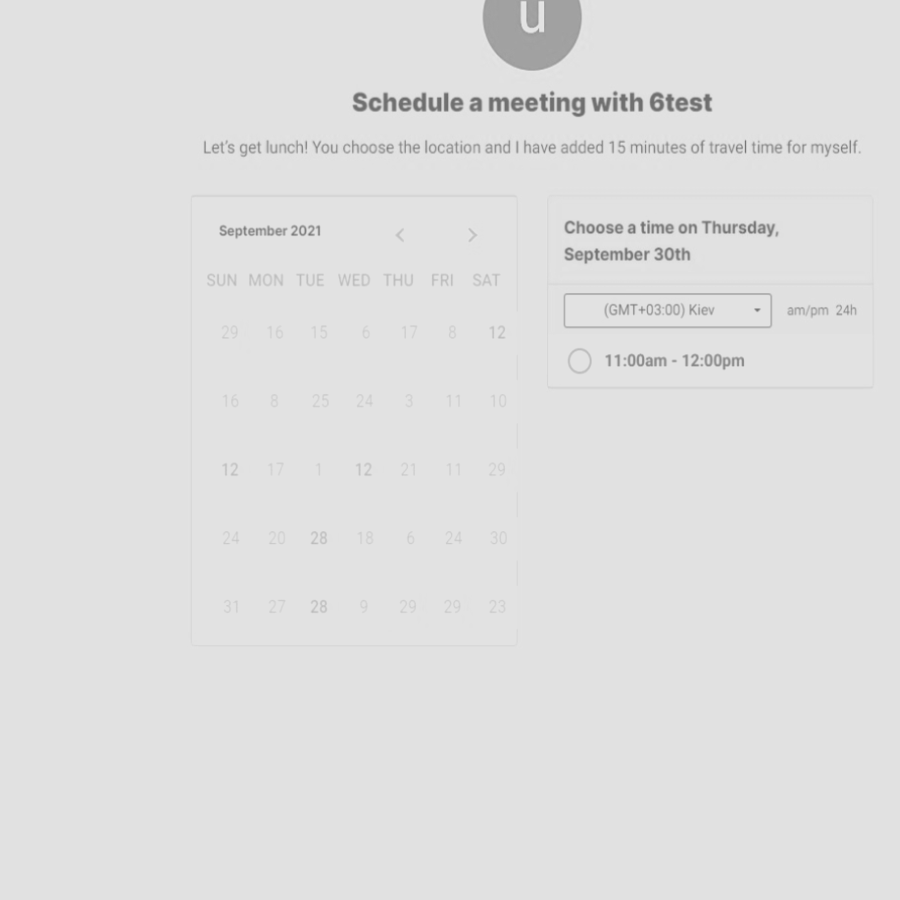 u
Schedule a meeting with 6test
Let's get lunch! You choose the location and I have added 15 minutes of travel time for myself.
September 2021
SUN MON TUE WED THU FRI SAT
29 16 15 6 17 8 12
16 8 25 24 3 11 10
12 17 1 12 21 11 29
24 20 28 18 6 24 30
31 27 28 9 29 29 23
Choose a time on Thursday,
September 30th
(GMT+03:00) Kiev am/pm 24h
11:00am - 12:00pm